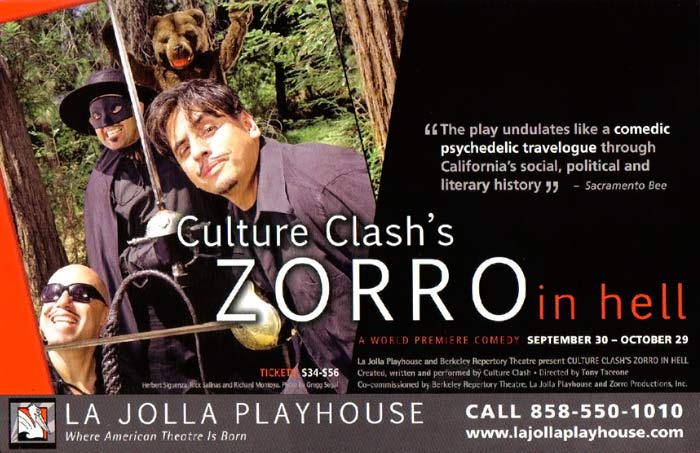 “The play undulates like a comedic
psychedelic travelogue through
California's social, political and
literary history” – Sacramento Bee
Culture Clash's
ZORRO in hell
A WORLD PREMIERE COMEDY SEPTEMBER 30 – OCTOBER 29
La Jolla Playhouse and Berkeley Repertory Theatre present CULTURE CLASH'S ZORRO IN HELL
Created, written and performed by Culture Clash • Directed by Tony Taccone
Co-commissioned by Berkeley Repertory Theatre, La Jolla Playhouse and Zorro Productions, Inc.
TICKETS $34-$56
Herbert Siguenza, Rick Salinas and Richard Montoya. Photo by Gregg Segal
LA JOLLA PLAYHOUSE
Where American Theatre Is Born
CALL 858-550-1010
www.lajollaplayhouse.com